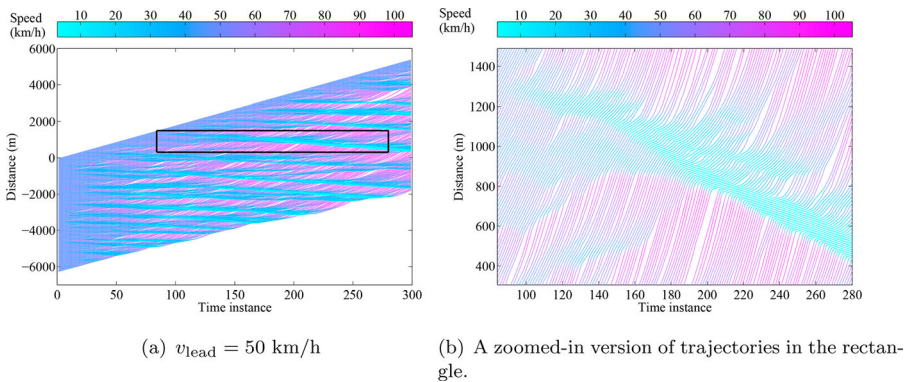 Speed
(km/h)
10 20 30 40 50 60 70 80 90 100
6000
4000
2000
0
−2000
−4000
−6000
Distance (m)
0 50 100 150 200 250 300
Time instance
(a) vlead = 50 km/h
Speed
(km/h)
10 20 30 40 50 60 70 80 90 100
1400
1200
1000
800
600
400
Distance (m)
100 120 140 160 180 200 220 240 260 280
Time instance
(b) A zoomed-in version of trajectories in the rectan-
gle.